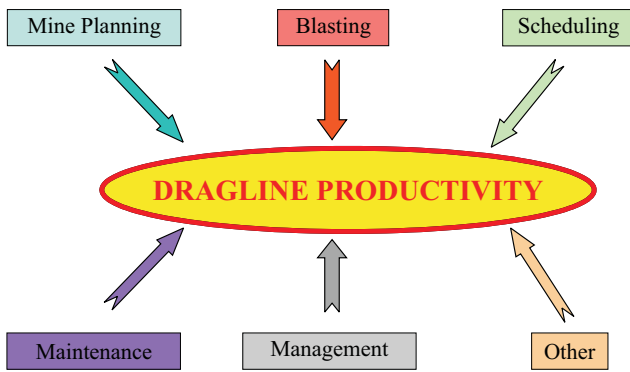 Mine Planning
Blasting
Scheduling
DRAGLINE PRODUCTIVITY
Maintenance
Management
Other